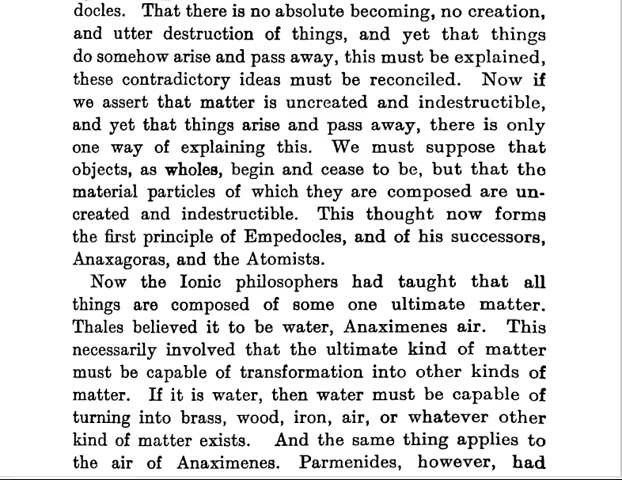 docles. That there is no absolute becoming, no creation,
and utter destruction of things, and yet that things
do somehow arise and pass away, this must be explained,
these contradictory ideas must be reconciled. Now if
we assert that matter is uncreated and indestructible,
and yet that things arise and pass away, there is only
one way of explaining this. We must suppose that
objects, as wholes, begin and cease to be, but that the
material particles of which they are composed are un-
created and indestructible. This thought now forms
the first principle of Empedocles, and of his successors,
Anaxagoras, and the Atomists.
Now the Ionic philosophers had taught that all
things are composed of some one ultimate matter.
Thales believed it to be water, Anaximenes air. This
necessarily involved that the ultimate kind of matter
must be capable of transformation into other kinds of
matter. If it is water, then water must be capable of
turning into brass, wood, iron, air, or whatever other
kind of matter exists. And the same thing applies to
the air of Anaximenes. Parmenides, however, had